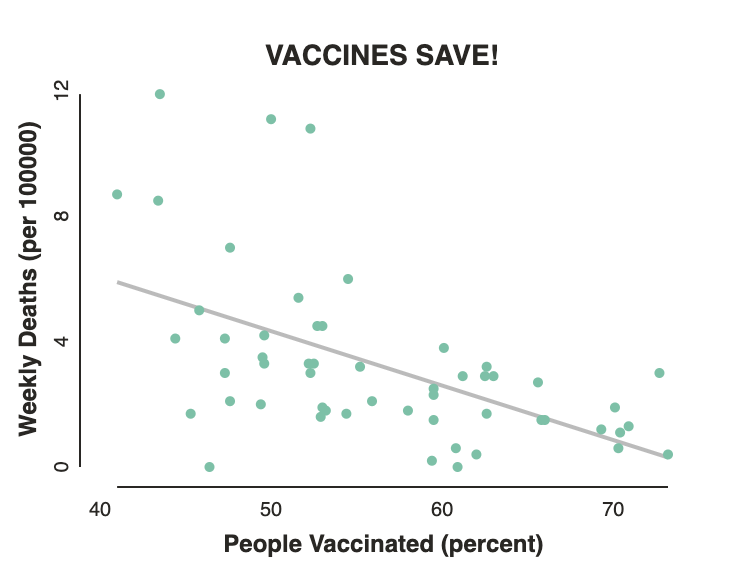 VACCINES SAVE!
12
8
4
0
Weekly Deaths (per 100000)
40 50 60 70
People Vaccinated (percent)